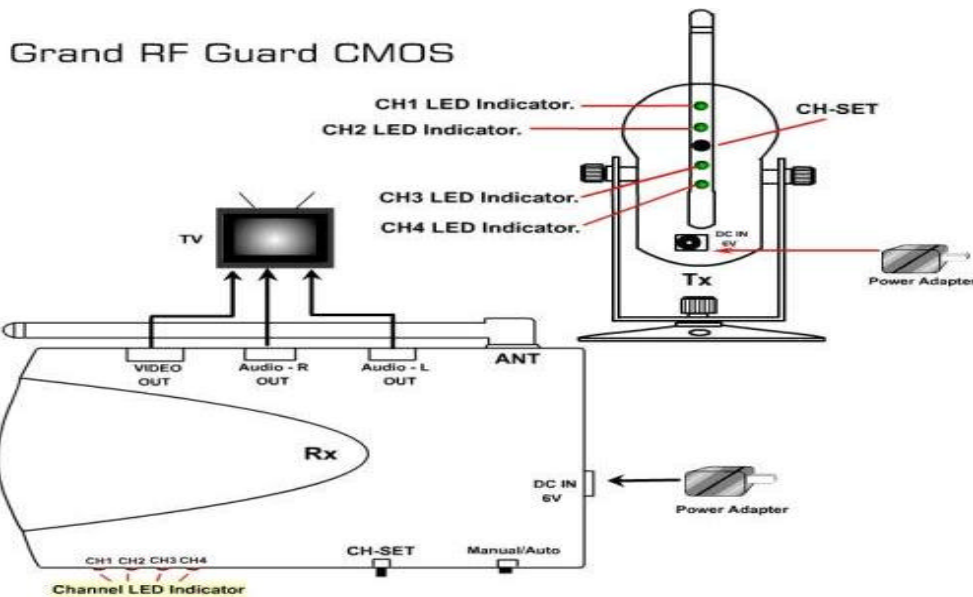 Grand RF Guard CMOS
CH1 LED Indicator.
CH2 LED Indicator.
CH-SET
CH3 LED Indicator.
CH4 LED Indicator.
TV
DC IN
6V
Tx
Power Adapter
ANT
VIDEO
OUT
Audio - R
OUT
Audio - L
OUT
Rx
DC IN
6V
Power Adapter
CH-SET
Manual/Auto
CH1 CH2 CH3 CH4
Channel LED Indicator